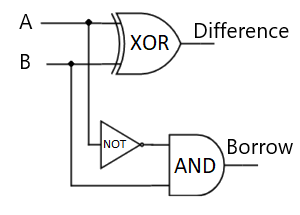 A
Difference
XOR
B
NOT
Borrow
AND